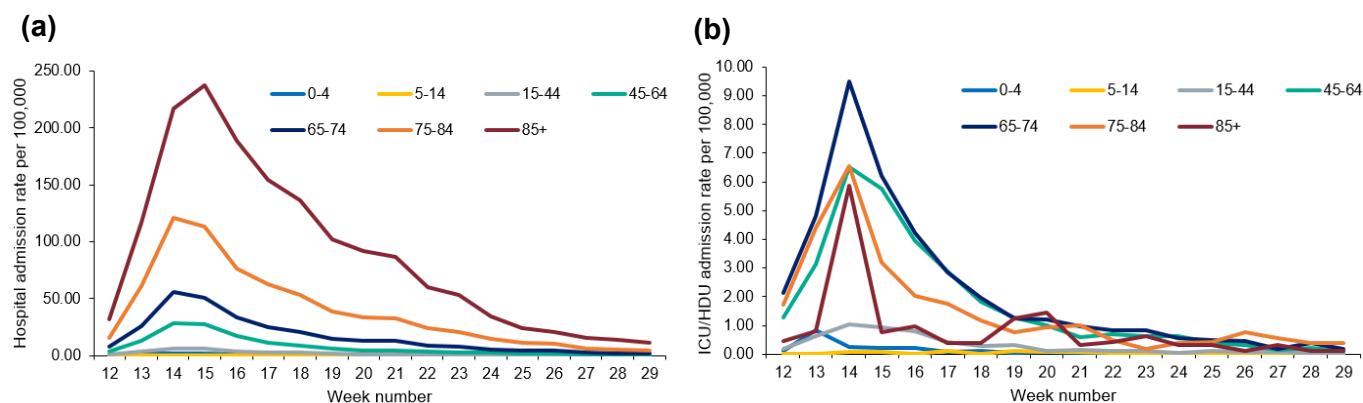 (a)
Hospital admission rate per 100,000
250.00
200.00
150.00
100.00
50.00
0.00
0-4 5-14 15-44 45-64
65-74 75-84 85+
12 13 14 15 16 17 18 19 20 21 22 23 24 25 26 27 28 29
Week number
(b)
ICU/HDU admission rate per 100,000
10.00
9.00
8.00
7.00
6.00
5.00
4.00
3.00
2.00
1.00
0.00
0-4 5-14 15-44 45-64
65-74 75-84 85+
12 13 14 15 16 17 18 19 20 21 22 23 24 25 26 27 28 29
Week number